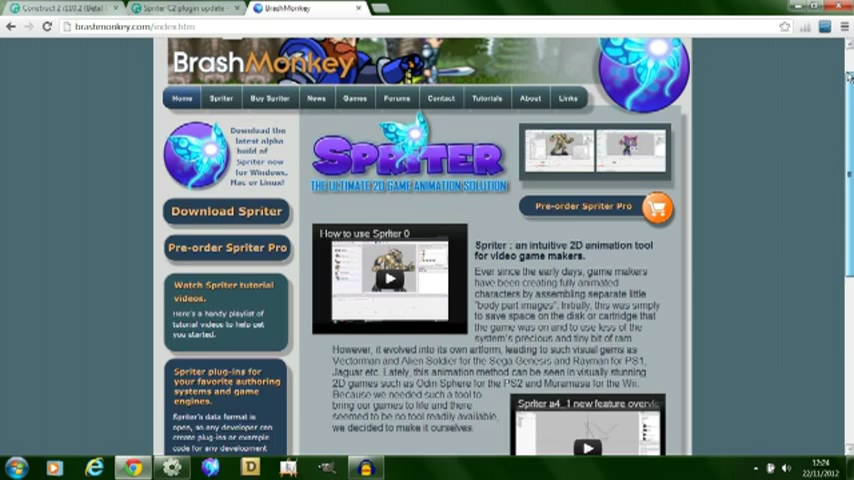 Construct 2 (r110.2 (Beta)
Spriter C2 plugin update -
BrashMonkey
brashmonkey.com/index.htm
BrashMonkey
Home
Spriter
Buy Spriter
News
Games
Forums
Contact
Tutorials
About
Links
Download the
latest alpha
build of
Spriter now
for Windows,
Mac or Linux!
SPRITER
THE ULTIMATE 2D GAME ANIMATION SOLUTION
Download Spriter
Pre-order Spriter Pro
Pre-order Spriter Pro
How to use Spriter 0
Spriter : an intuitive 2D animation tool
for video game makers.
Ever since the early days, game makers
have been creating fully animated
characters by assembling separate little
"body part images". Initially, this was simply
to save space on the disk or cartridge that
the game was on and to use less of the
system's precious and tiny bit of ram.
However, it evolved into its own artform, leading to such visual gems as
Vectorman and Alien Soldier for the Sega Genesis and Rayman for PS1,
Jaguar etc. Lately, this animation method can be seen in visually stunning
2D games such as Odin Sphere for the PS2 and Muramasa for the Wii.
Because we needed such a tool to
bring our games to life and there
seemed to be no tool readily available,
we decided to make it ourselves.
Watch Spriter tutorial
videos.
Here's a handy playlist of
tutorial videos to help get
you started.
Spriter plug-ins for
your favorite authoring
systems and game
engines.
Spriter's data format is
open, so any developer can
create plug-ins or example
code for any development
Spriter a4_1 new feature overview
12:24
22/11/2012